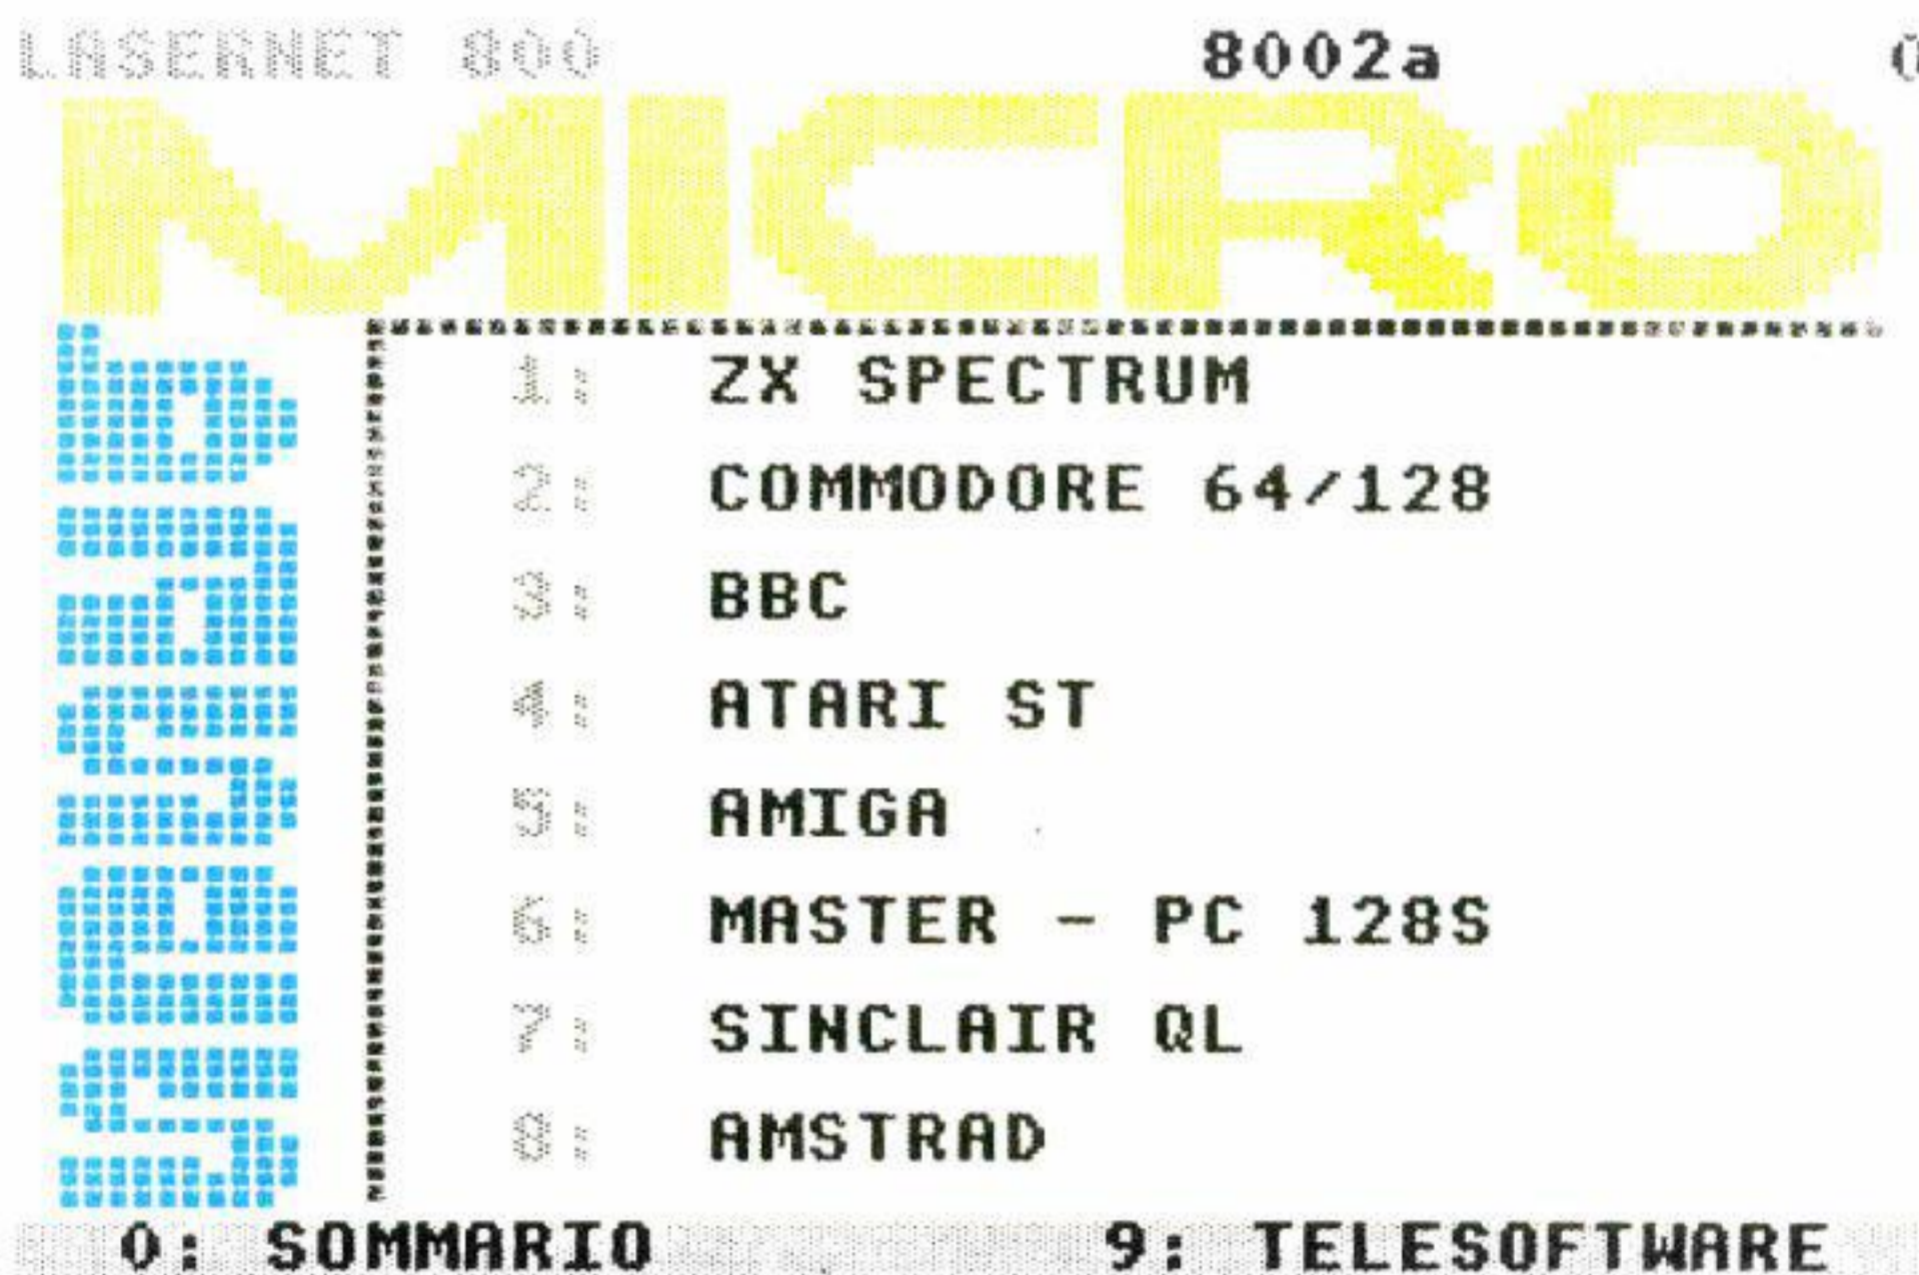 LASERNET 800 8002a 0
MICRO
1: ZX SPECTRUM
2: COMMODORE 64/128
3: BBC
4: ATARI ST
5: AMIGA
6: MASTER - PC 128S
7: SINCLAIR QL
8: AMSTRAD
0: SOMMARIO 9: TELESOFTWARE